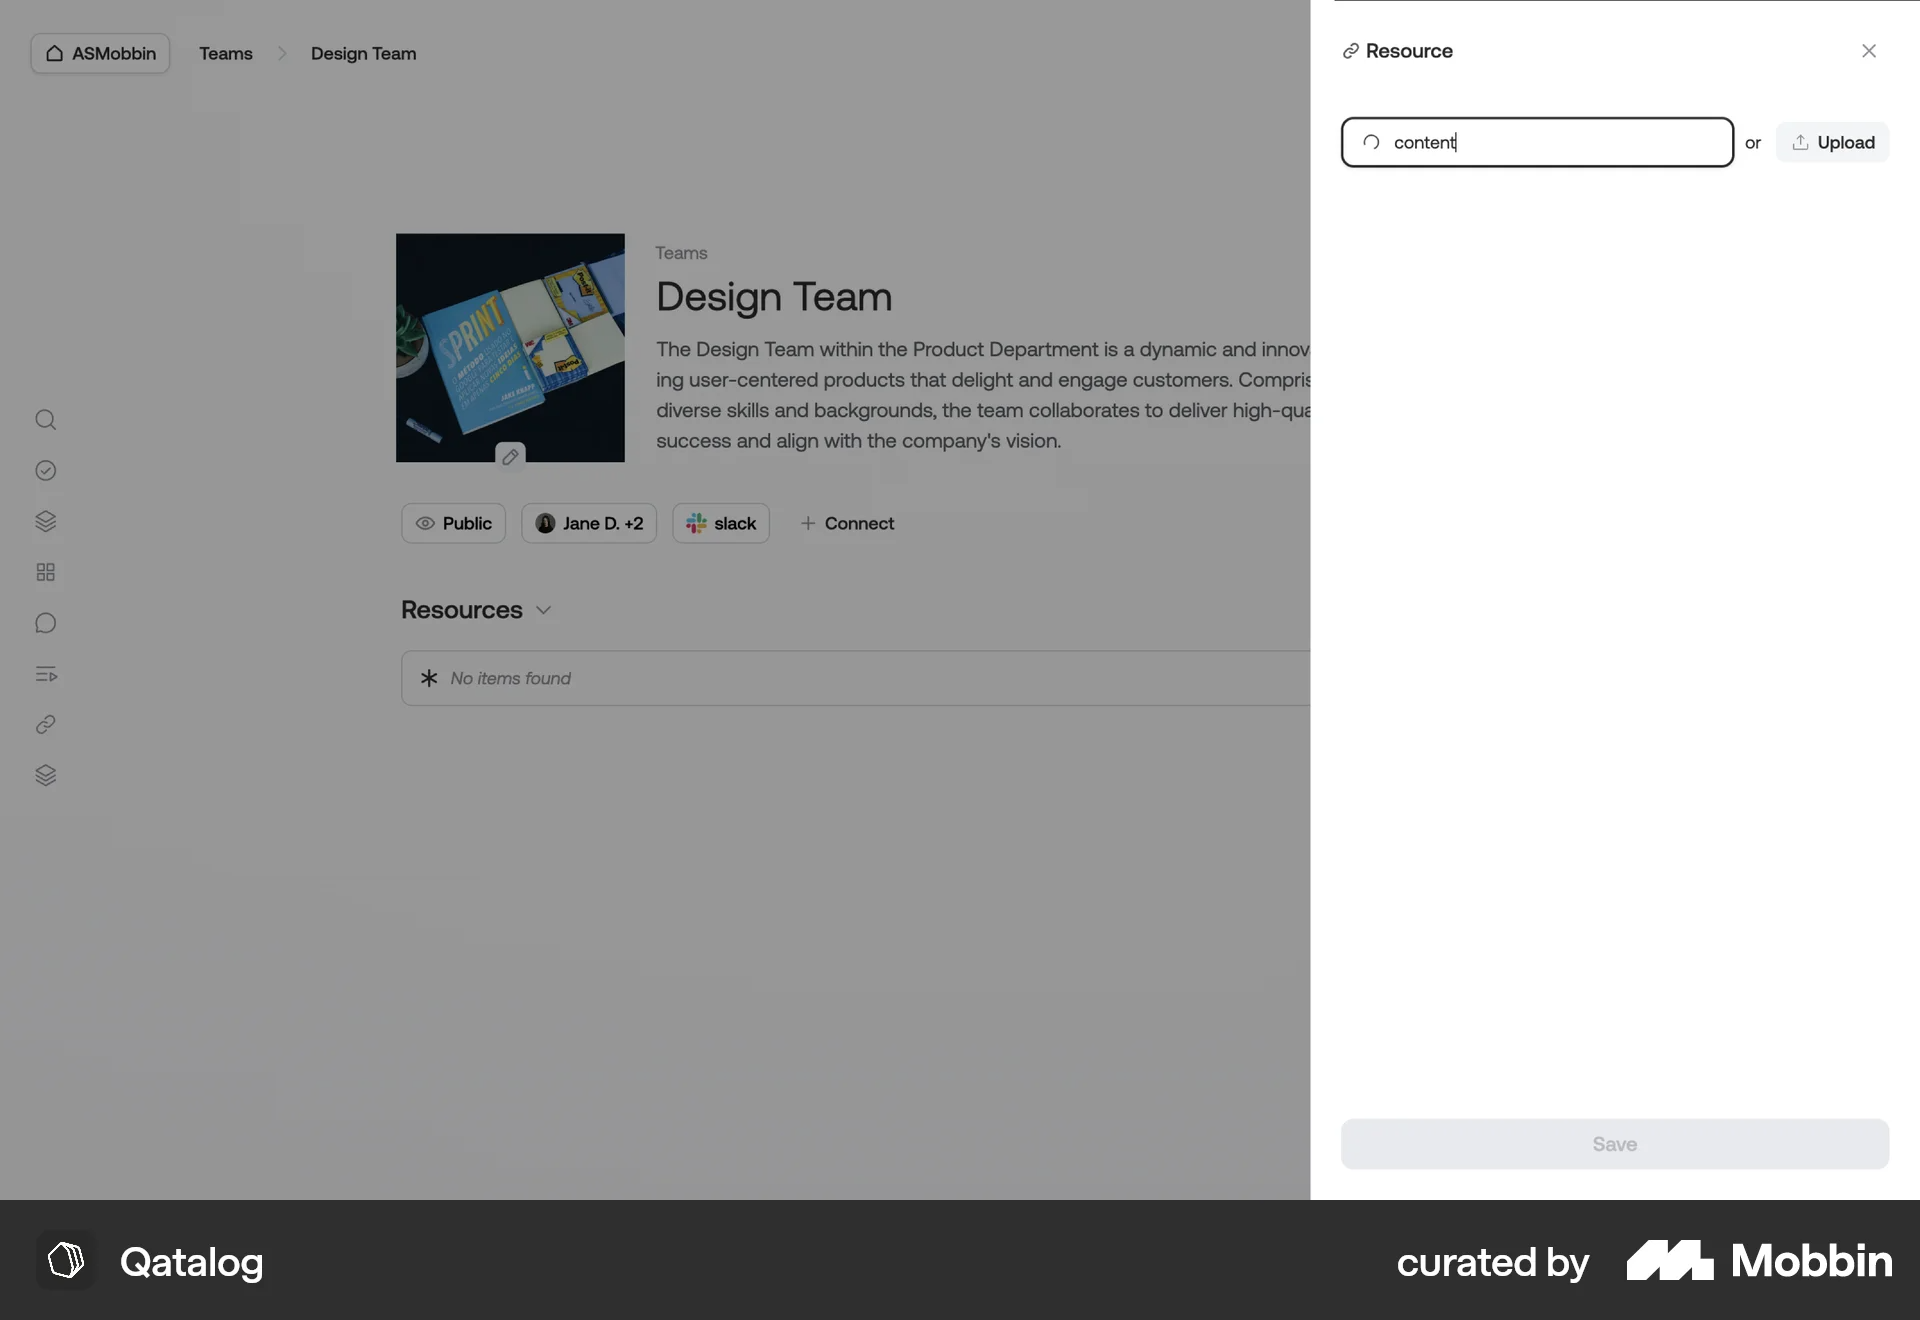 ASMobbin
Teams
Design Team
Resource
content
or
Upload
SPRINT
Teams
Design Team
The Design Team within the Product Department is a dynamic and innov
ing user-centered products that delight and engage customers. Compris
diverse skills and backgrounds, the team collaborates to deliver high-qua
success and align with the company's vision.
Public
Jane D. +2
slack
Connect
Resources
No items found
Save
Qatalog
curated by
Mobbin